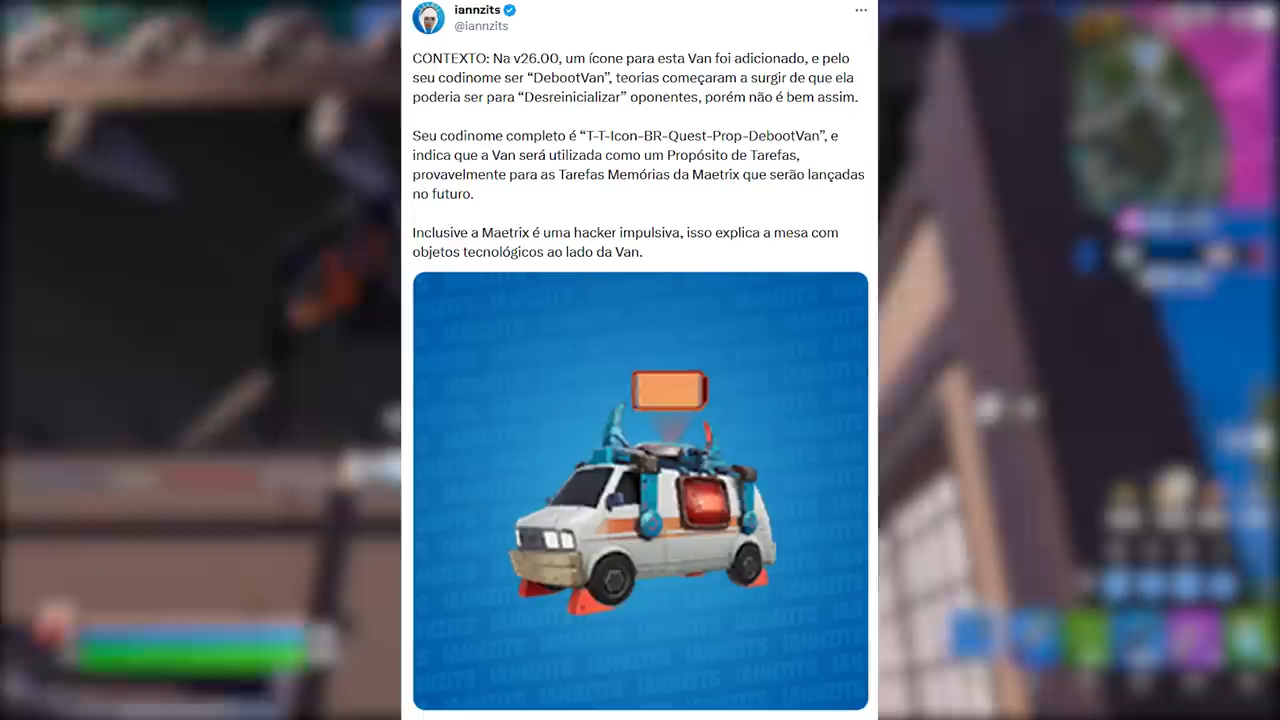 iannzits
@iannzits
CONTEXTO: Na v26.00, um ícone para esta Van foi adicionado, e pelo
seu codinome ser “DebootVan”, teorias começaram a surgir de que ela
poderia ser para “Desreinicializar” oponentes, porém não é bem assim.
Seu codinome completo é “T-T-Icon-BR-Quest-Prop-DebootVan”, e
indica que a Van será utilizada como um Propósito de Tarefas,
provavelmente para as Tarefas Memórias da Maetrix que serão lançadas
no futuro.
Inclusive a Maetrix é uma hacker impulsiva, isso explica a mesa com
objetos tecnológicos ao lado da Van.
IANNZITS